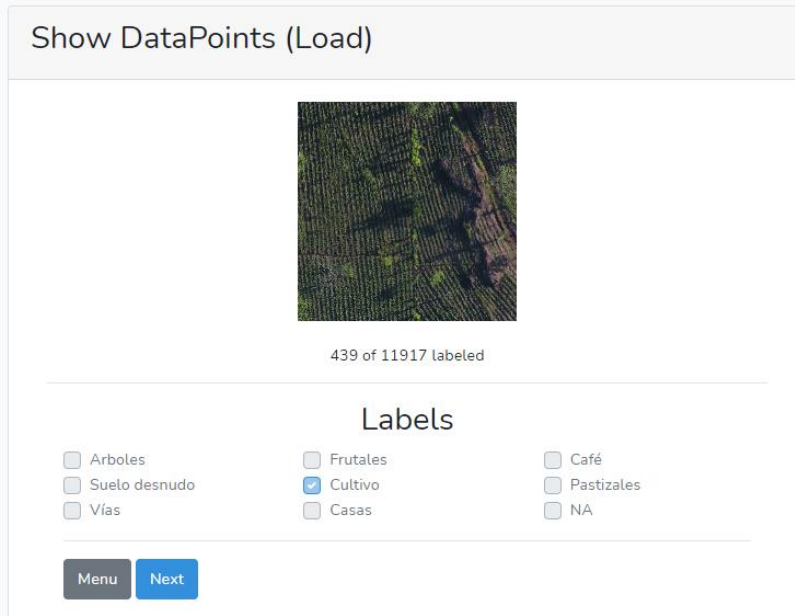 Show DataPoints (Load)
439 of 11917 labeled
Labels
Arboles Frutales Café
Suelo desnudo Cultivo Pastizales
Vías Casas NA
Menu Next